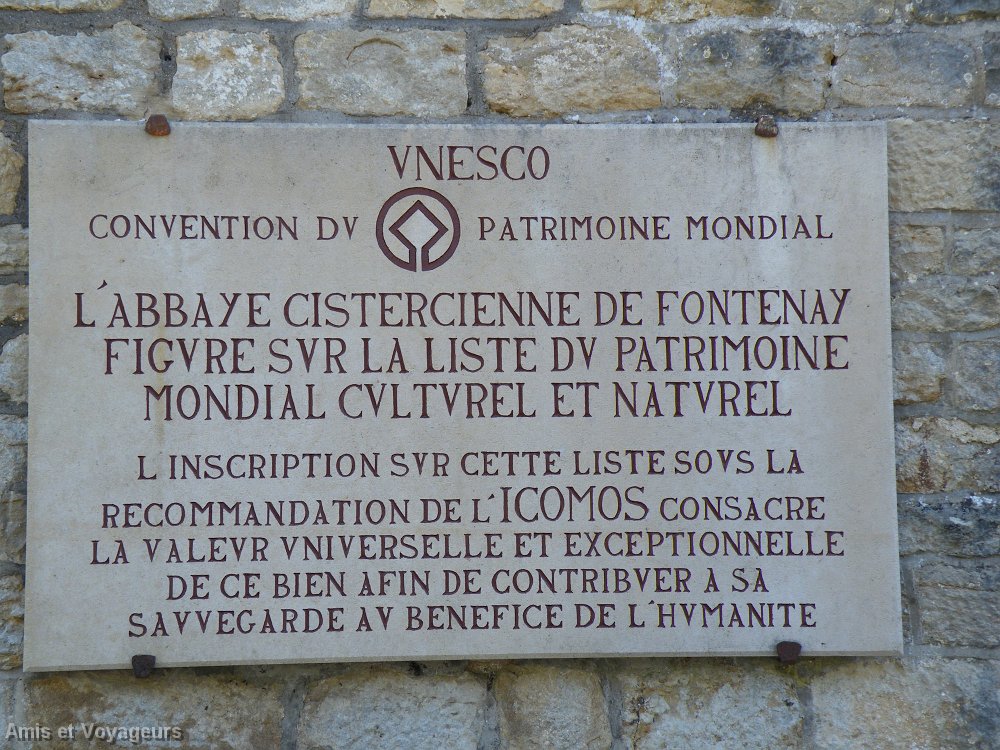 VNESCO
CONVENTION DV PATRIMOINE MONDIAL
L'ABBAYE CISTERCIENNE DE FONTENAY
FIGVRE SVR LA LISTE DV PATRIMOINE
MONDIAL CVLTVREL ET NATVREL
L INSCRIPTION SVR CETTE LISTE SOVS LA
RECOMMANDATION DE L'ICOMOS CONSACRE
LA VALEVR VNIVERSELLE ET EXCEPTIONNELLE
DE CE BIEN AFIN DE CONTRIBVER A SA
SAVVEGARDE AV BENEFICE DE L'HVMANITE
Amis et Voyageurs